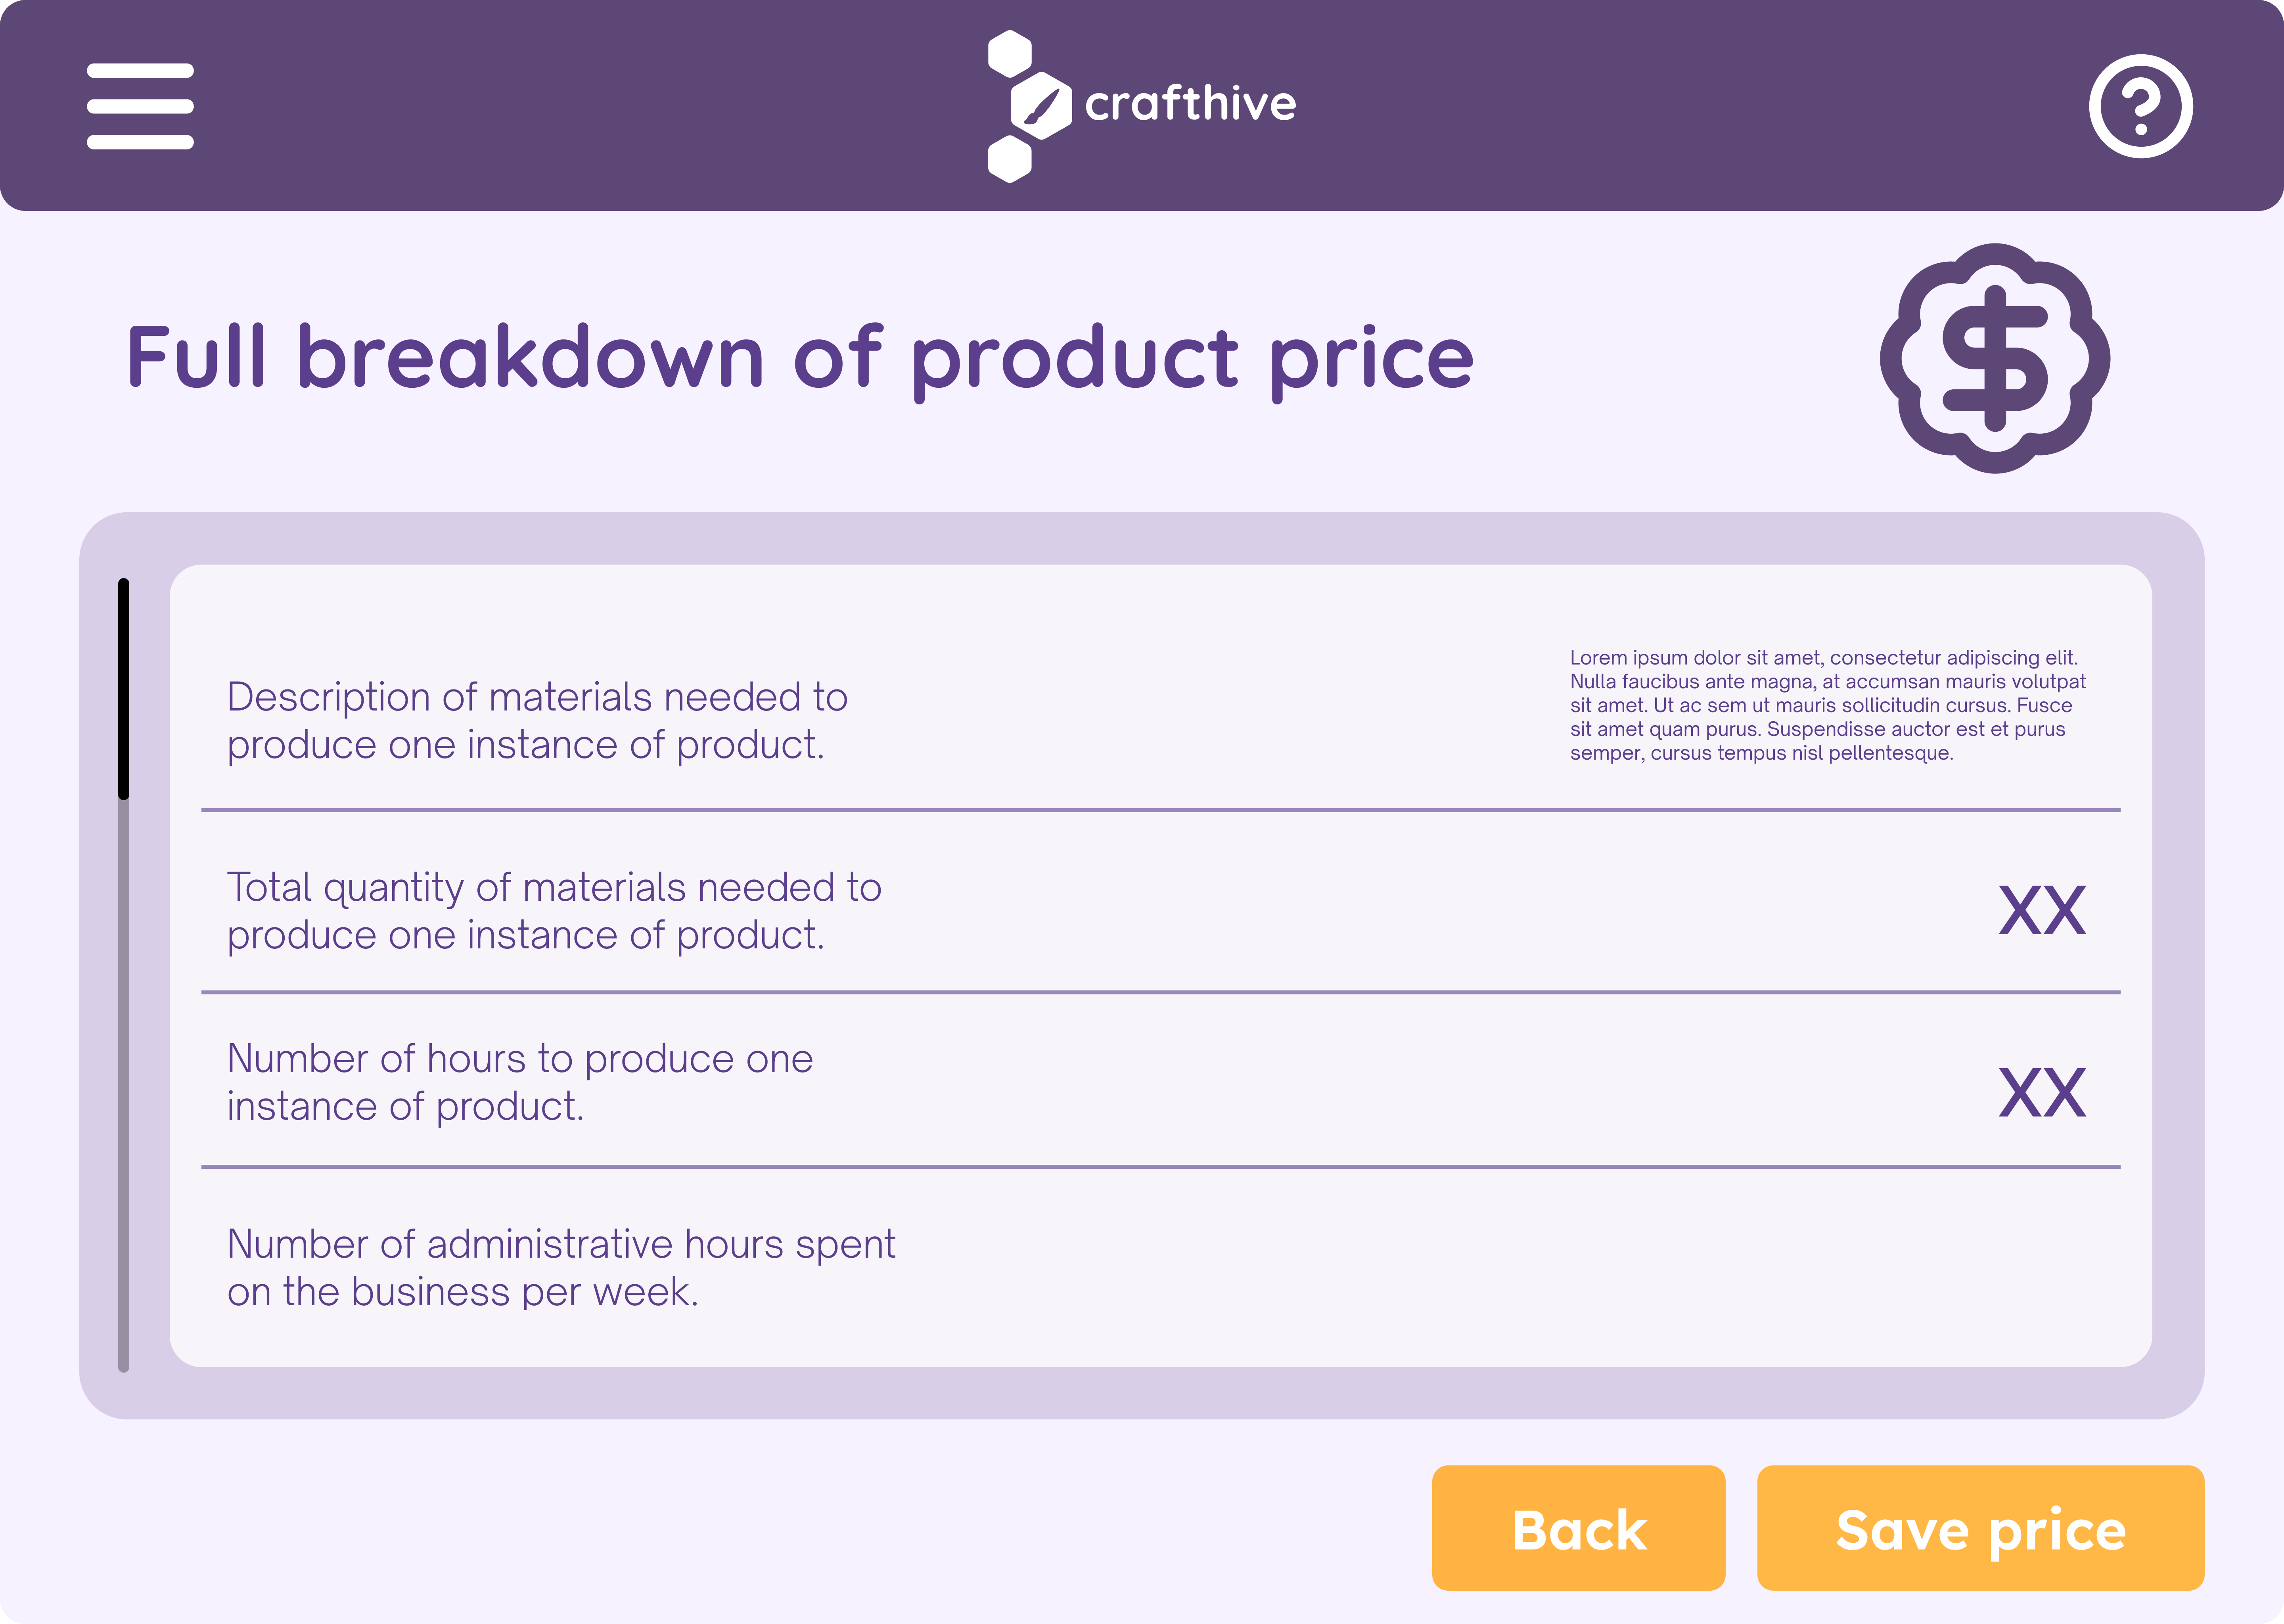 crafthive
Full breakdown of product price
Description of materials needed to
produce one instance of product.
Lorem ipsum dolor sit amet, consectetur adipiscing elit.
Nulla faucibus ante magna, at accumsan mauris volutpat
sit amet. Ut ac sem ut mauris sollicitudin cursus. Fusce
sit amet quam purus. Suspendisse auctor est et purus
semper, cursus tempus nisl pellentesque.
Total quantity of materials needed to
produce one instance of product.
XX
Number of hours to produce one
instance of product.
XX
Number of administrative hours spent
on the business per week.
Back
Save price